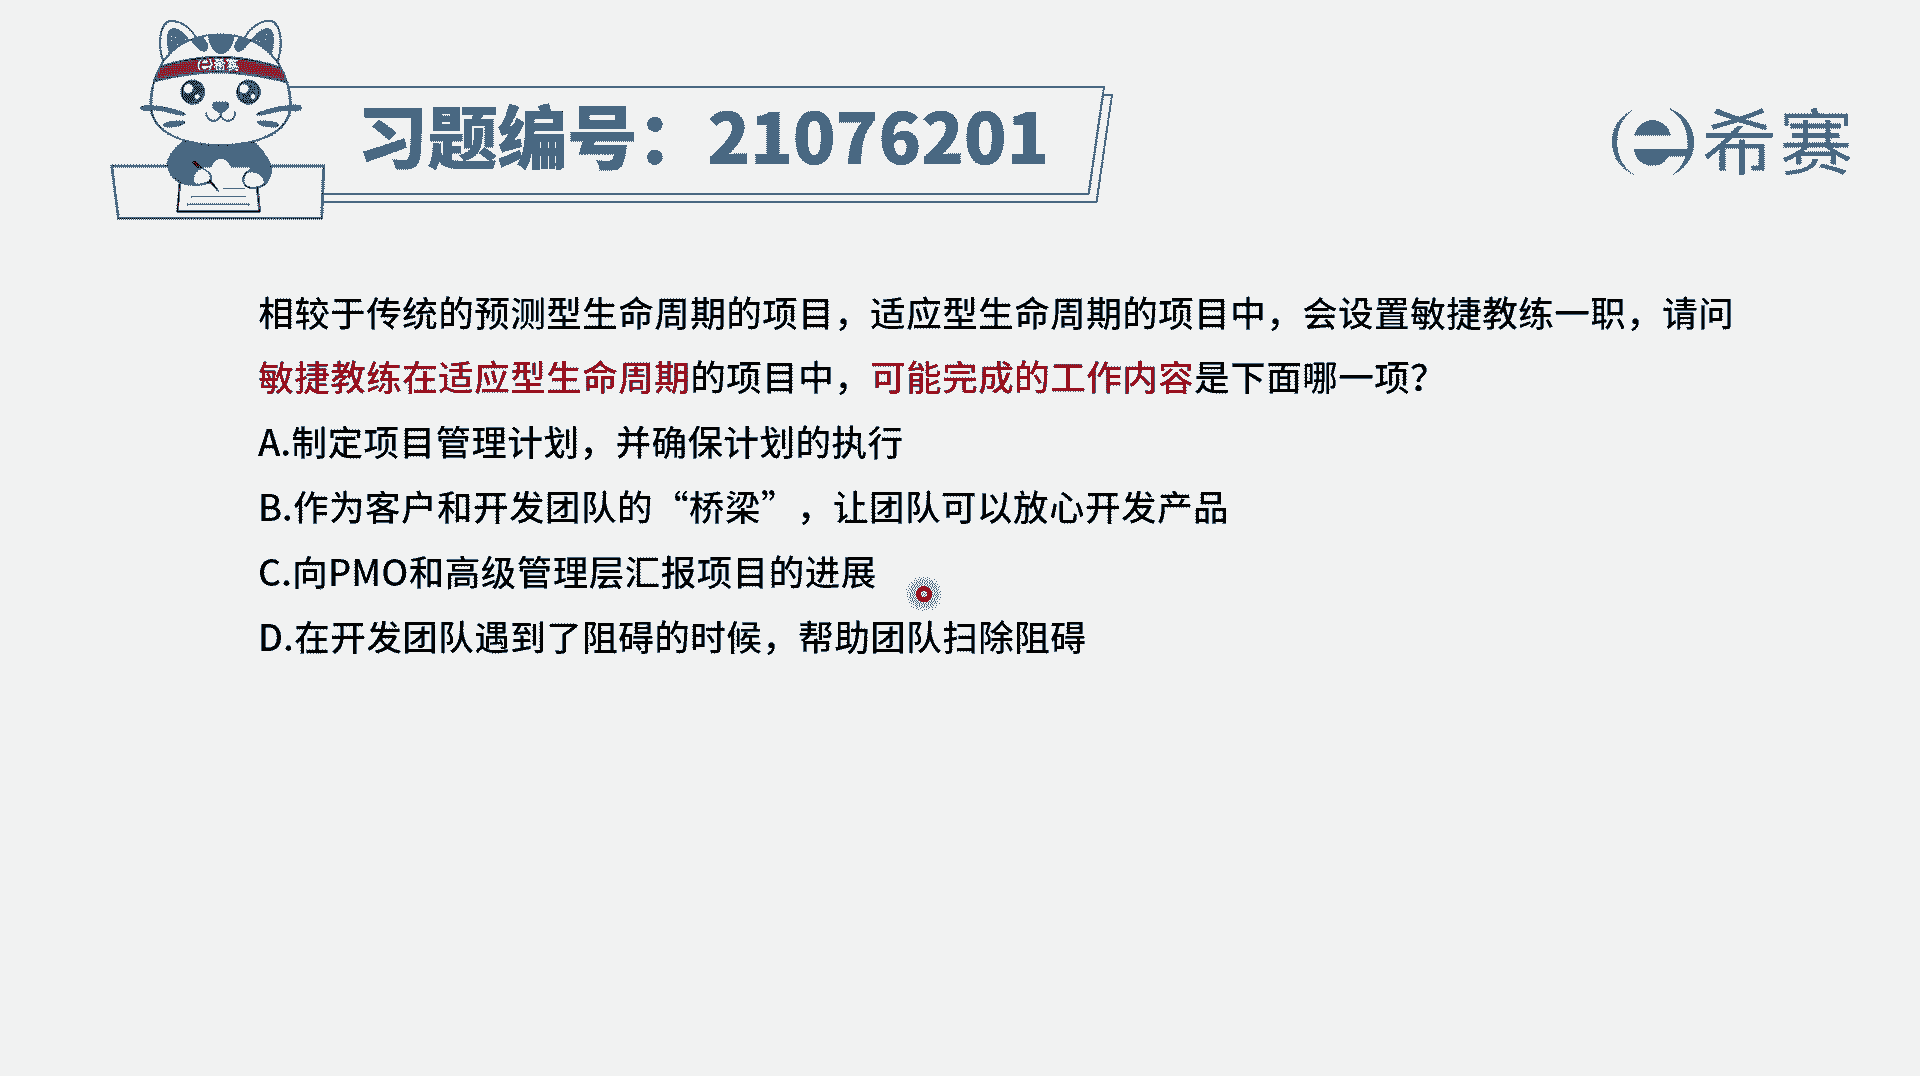 e希赛
习题编号：21076201
e希赛
相较于传统的预测型生命周期的项目，适应型生命周期的项目中，会设置敏捷教练一职，请问
敏捷教练在适应型生命周期的项目中，可能完成的工作内容是下面哪一项？
A.制定项目管理计划，并确保计划的执行
B.作为客户和开发团队的“桥梁”，让团队可以放心开发产品
C.向PMO和高级管理层汇报项目的进展
D.在开发团队遇到了阻碍的时候，帮助团队扫除阻碍